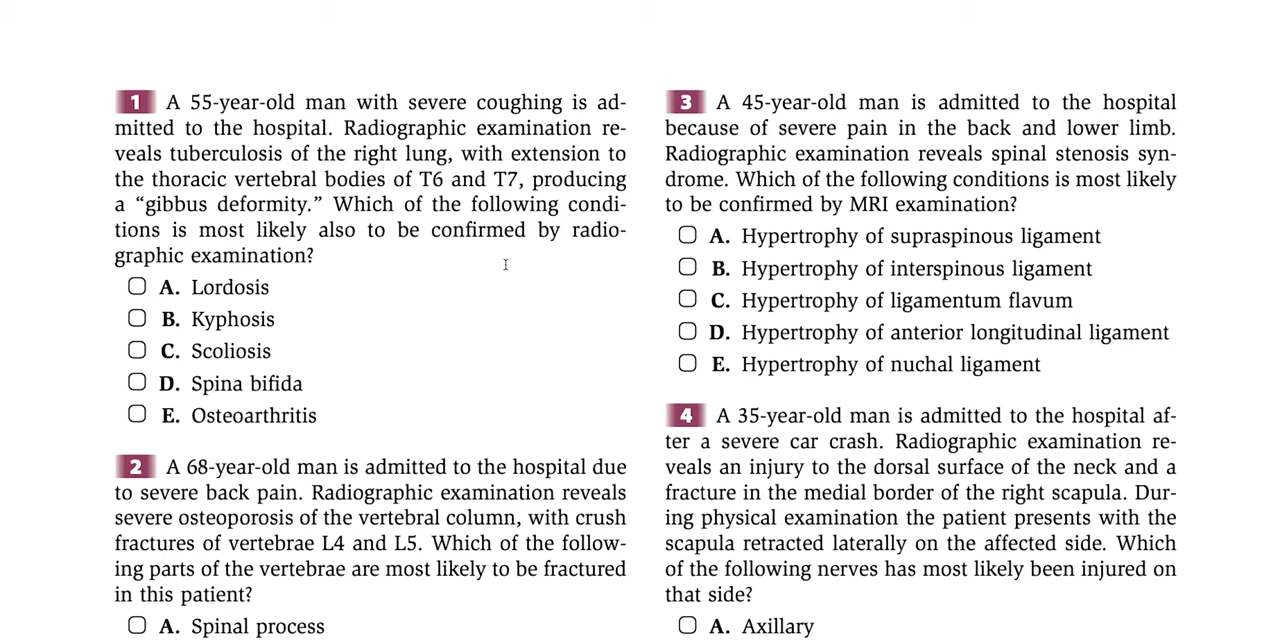 1 A 55-year-old man with severe coughing is ad-
mitted to the hospital. Radiographic examination re-
veals tuberculosis of the right lung, with extension to
the thoracic vertebral bodies of T6 and T7, producing
a “gibbus deformity.” Which of the following condi-
tions is most likely also to be confirmed by radio-
graphic examination?
A. Lordosis
B. Kyphosis
C. Scoliosis
D. Spina bifida
E. Osteoarthritis
2 A 68-year-old man is admitted to the hospital due
to severe back pain. Radiographic examination reveals
severe osteoporosis of the vertebral column, with crush
fractures of vertebrae L4 and L5. Which of the follow-
ing parts of the vertebrae are most likely to be fractured
in this patient?
A. Spinal process
3 A 45-year-old man is admitted to the hospital
because of severe pain in the back and lower limb.
Radiographic examination reveals spinal stenosis syn-
drome. Which of the following conditions is most likely
to be confirmed by MRI examination?
A. Hypertrophy of supraspinous ligament
B. Hypertrophy of interspinous ligament
C. Hypertrophy of ligamentum flavum
D. Hypertrophy of anterior longitudinal ligament
E. Hypertrophy of nuchal ligament
4 A 35-year-old man is admitted to the hospital af-
ter a severe car crash. Radiographic examination re-
veals an injury to the dorsal surface of the neck and a
fracture in the medial border of the right scapula. Dur-
ing physical examination the patient presents with the
scapula retracted laterally on the affected side. Which
of the following nerves has most likely been injured on
that side?
A. Axillary